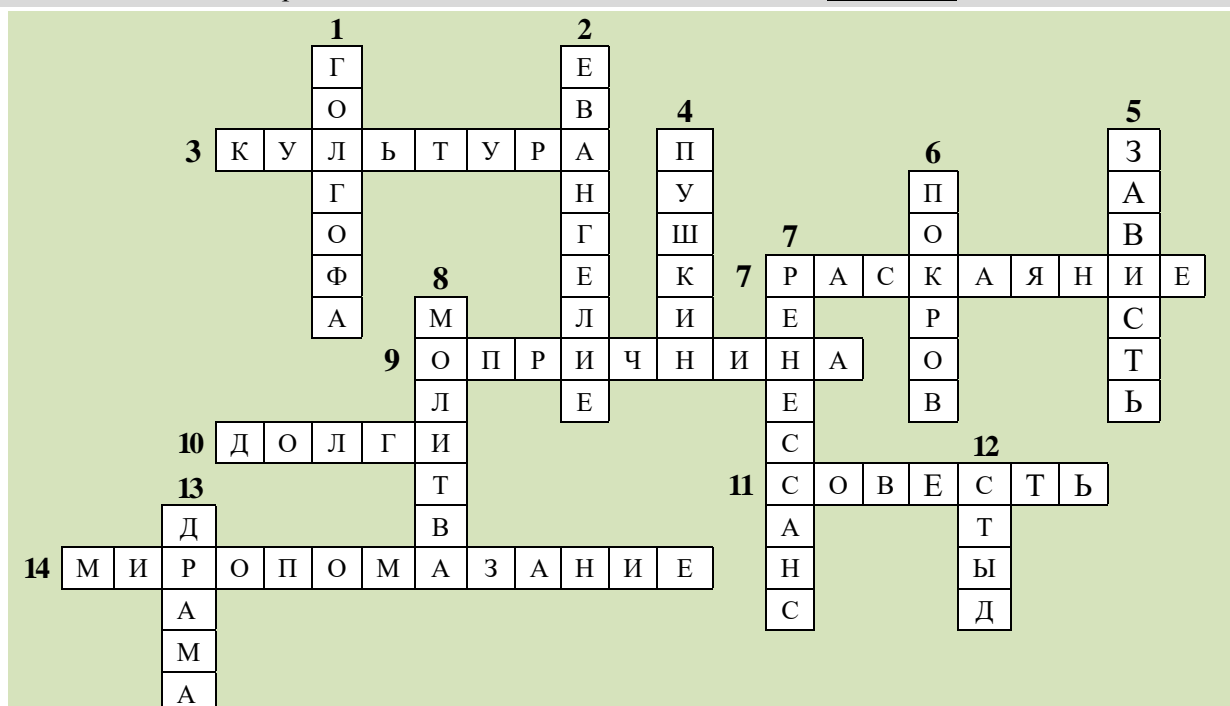 1 2
Г Е
О В 4 5
3 К У Л Ь Т У Р А П 6 З
Г Н У П А
О Г Ш 7 О В
Ф 8 Е К 7 Р А С К А Я Н И Е
А М Л И Е Р С
9 О П Р И Ч Н И Н А О Т
Л Е Е В Ь
10 Д О Л Г И С 12
13 Т 11 С О В Е С Т Ь
Д В А Т
14 М И Р О П О М А З А Н И Е Н Ы
А С Д
М
А